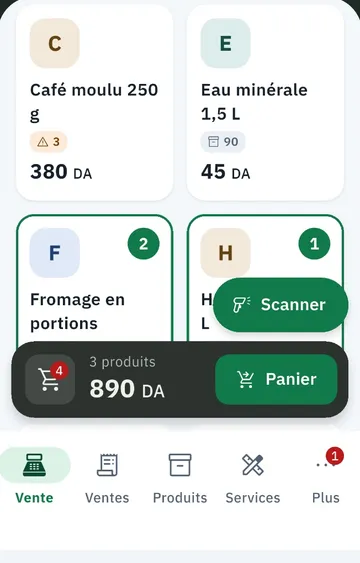 C
E
Café moulu 250
g
Eau minérale
1,5 L
3
90
380 DA
45 DA
F
2
H
1
Fromage en
portions
H
L
Scanner
4
3 produits
890 DA
Panier
1
Vente
Ventes
Produits
Services
Plus